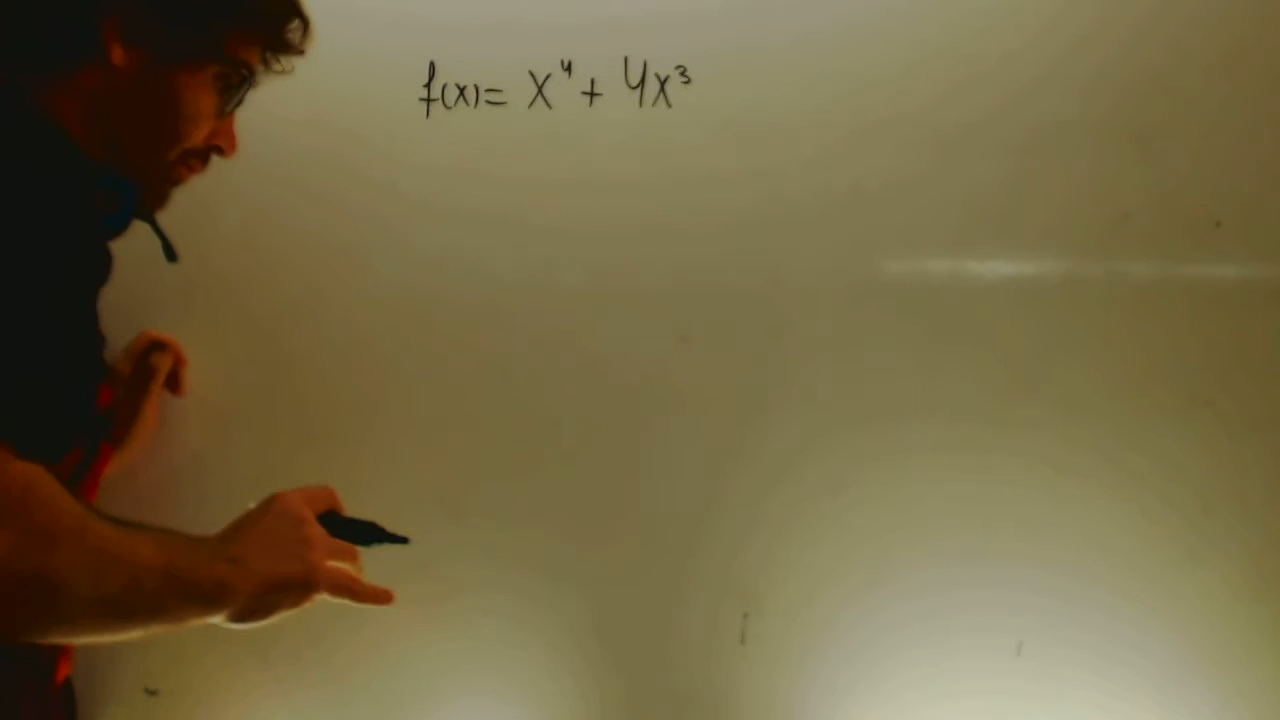 f(x)= x⁴ + 4x³